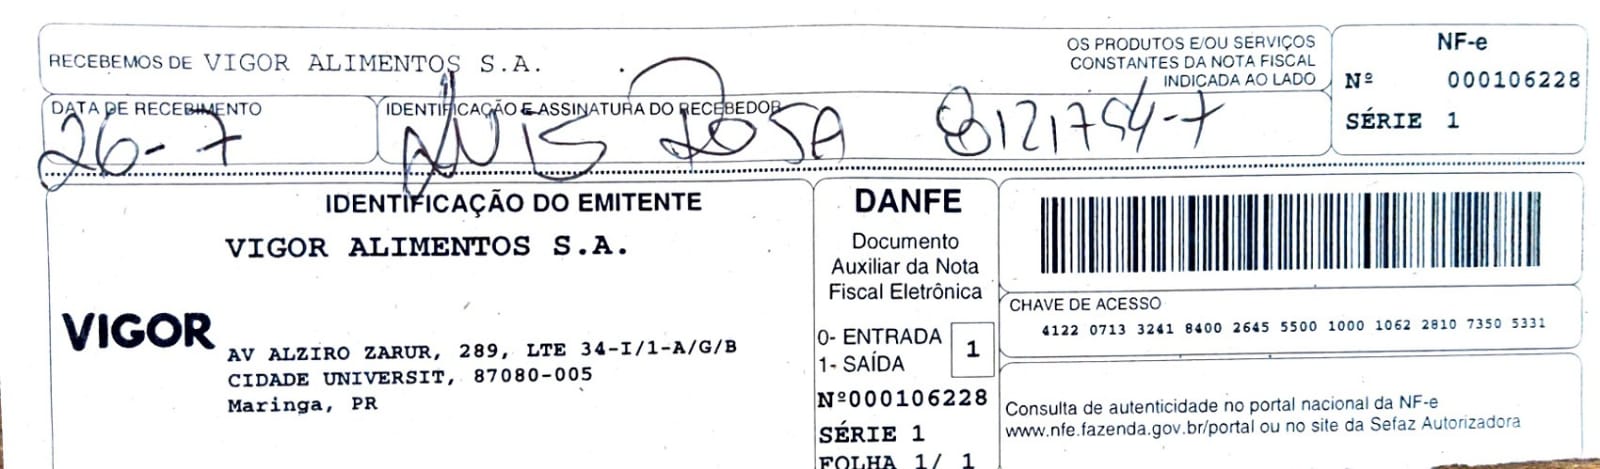 RECEBEMOS DE VIGOR ALIMENTOS S.A.
OS PRODUTOS E/OU SERVIÇOS
CONSTANTES DA NOTA FISCAL
INDICADA AO LADO
NF-e
Nº 000106228
SÉRIE 1
DATA DE RECEBIMENTO
26-7
IDENTIFICAÇÃO E ASSINATURA DO RECEBEDOR
LUIS ROSA 8121754-7
IDENTIFICAÇÃO DO EMITENTE
VIGOR ALIMENTOS S.A.
VIGOR
AV ALZIRO ZARUR, 289, LTE 34-I/1-A/G/B
CIDADE UNIVERSIT, 87080-005
Maringa, PR
DANFE
Documento
Auxiliar da Nota
Fiscal Eletrônica
0- ENTRADA
1- SAÍDA
1
Nº000106228
SÉRIE 1
FOLHA 1/ 1
CHAVE DE ACESSO
4122 0713 3241 8400 2645 5500 1000 1062 2810 7350 5331
Consulta de autenticidade no portal nacional da NF-e
www.nfe.fazenda.gov.br/portal ou no site da Sefaz Autorizadora